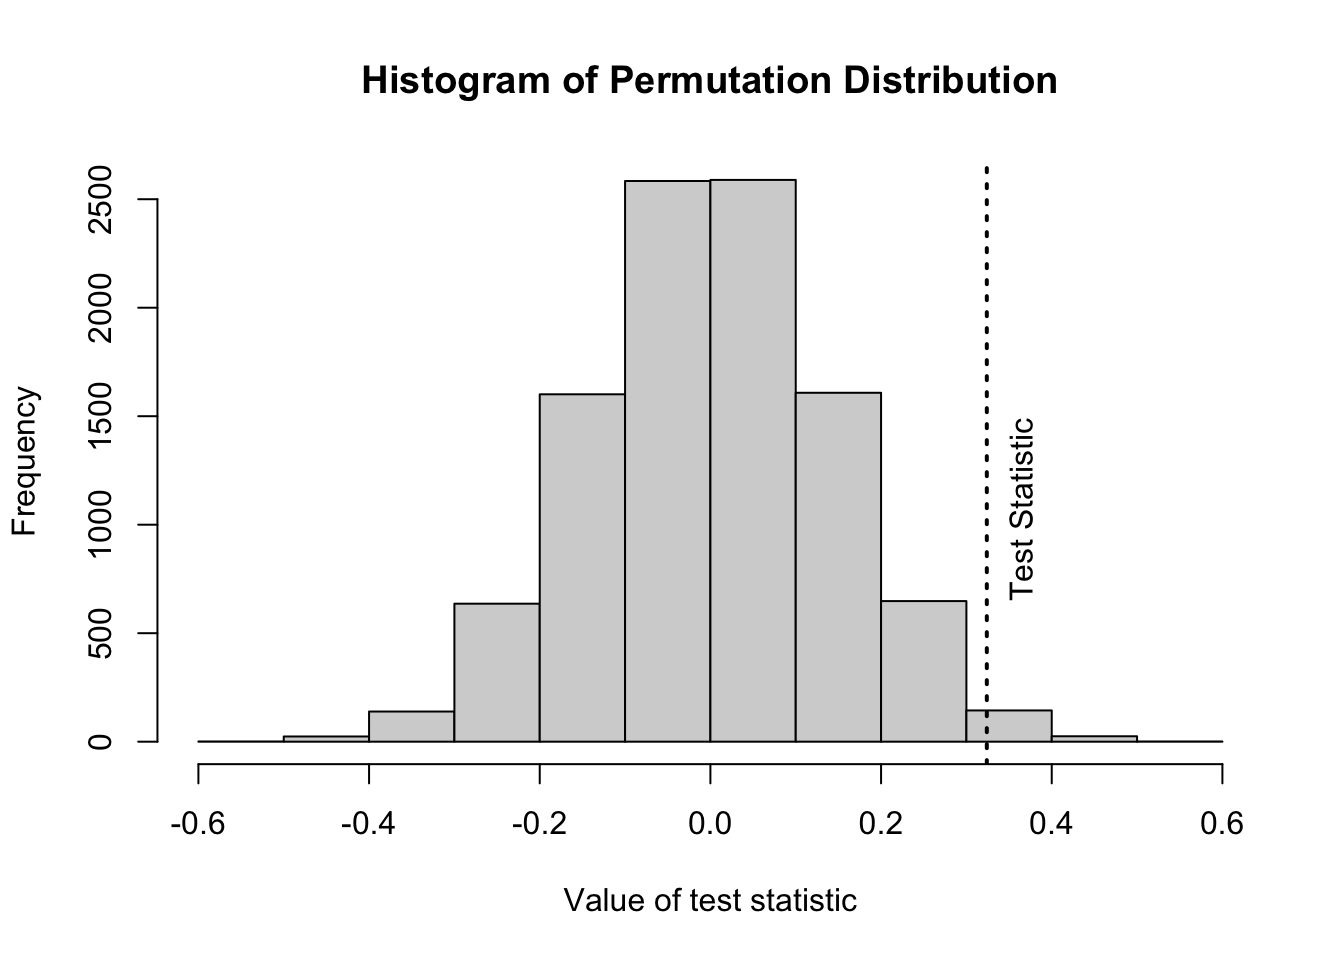 Histogram of Permutation Distribution
Frequency
2500
2000
1500
1000
500
0
Test Statistic
-0.6 -0.4 -0.2 0.0 0.2 0.4 0.6
Value of test statistic